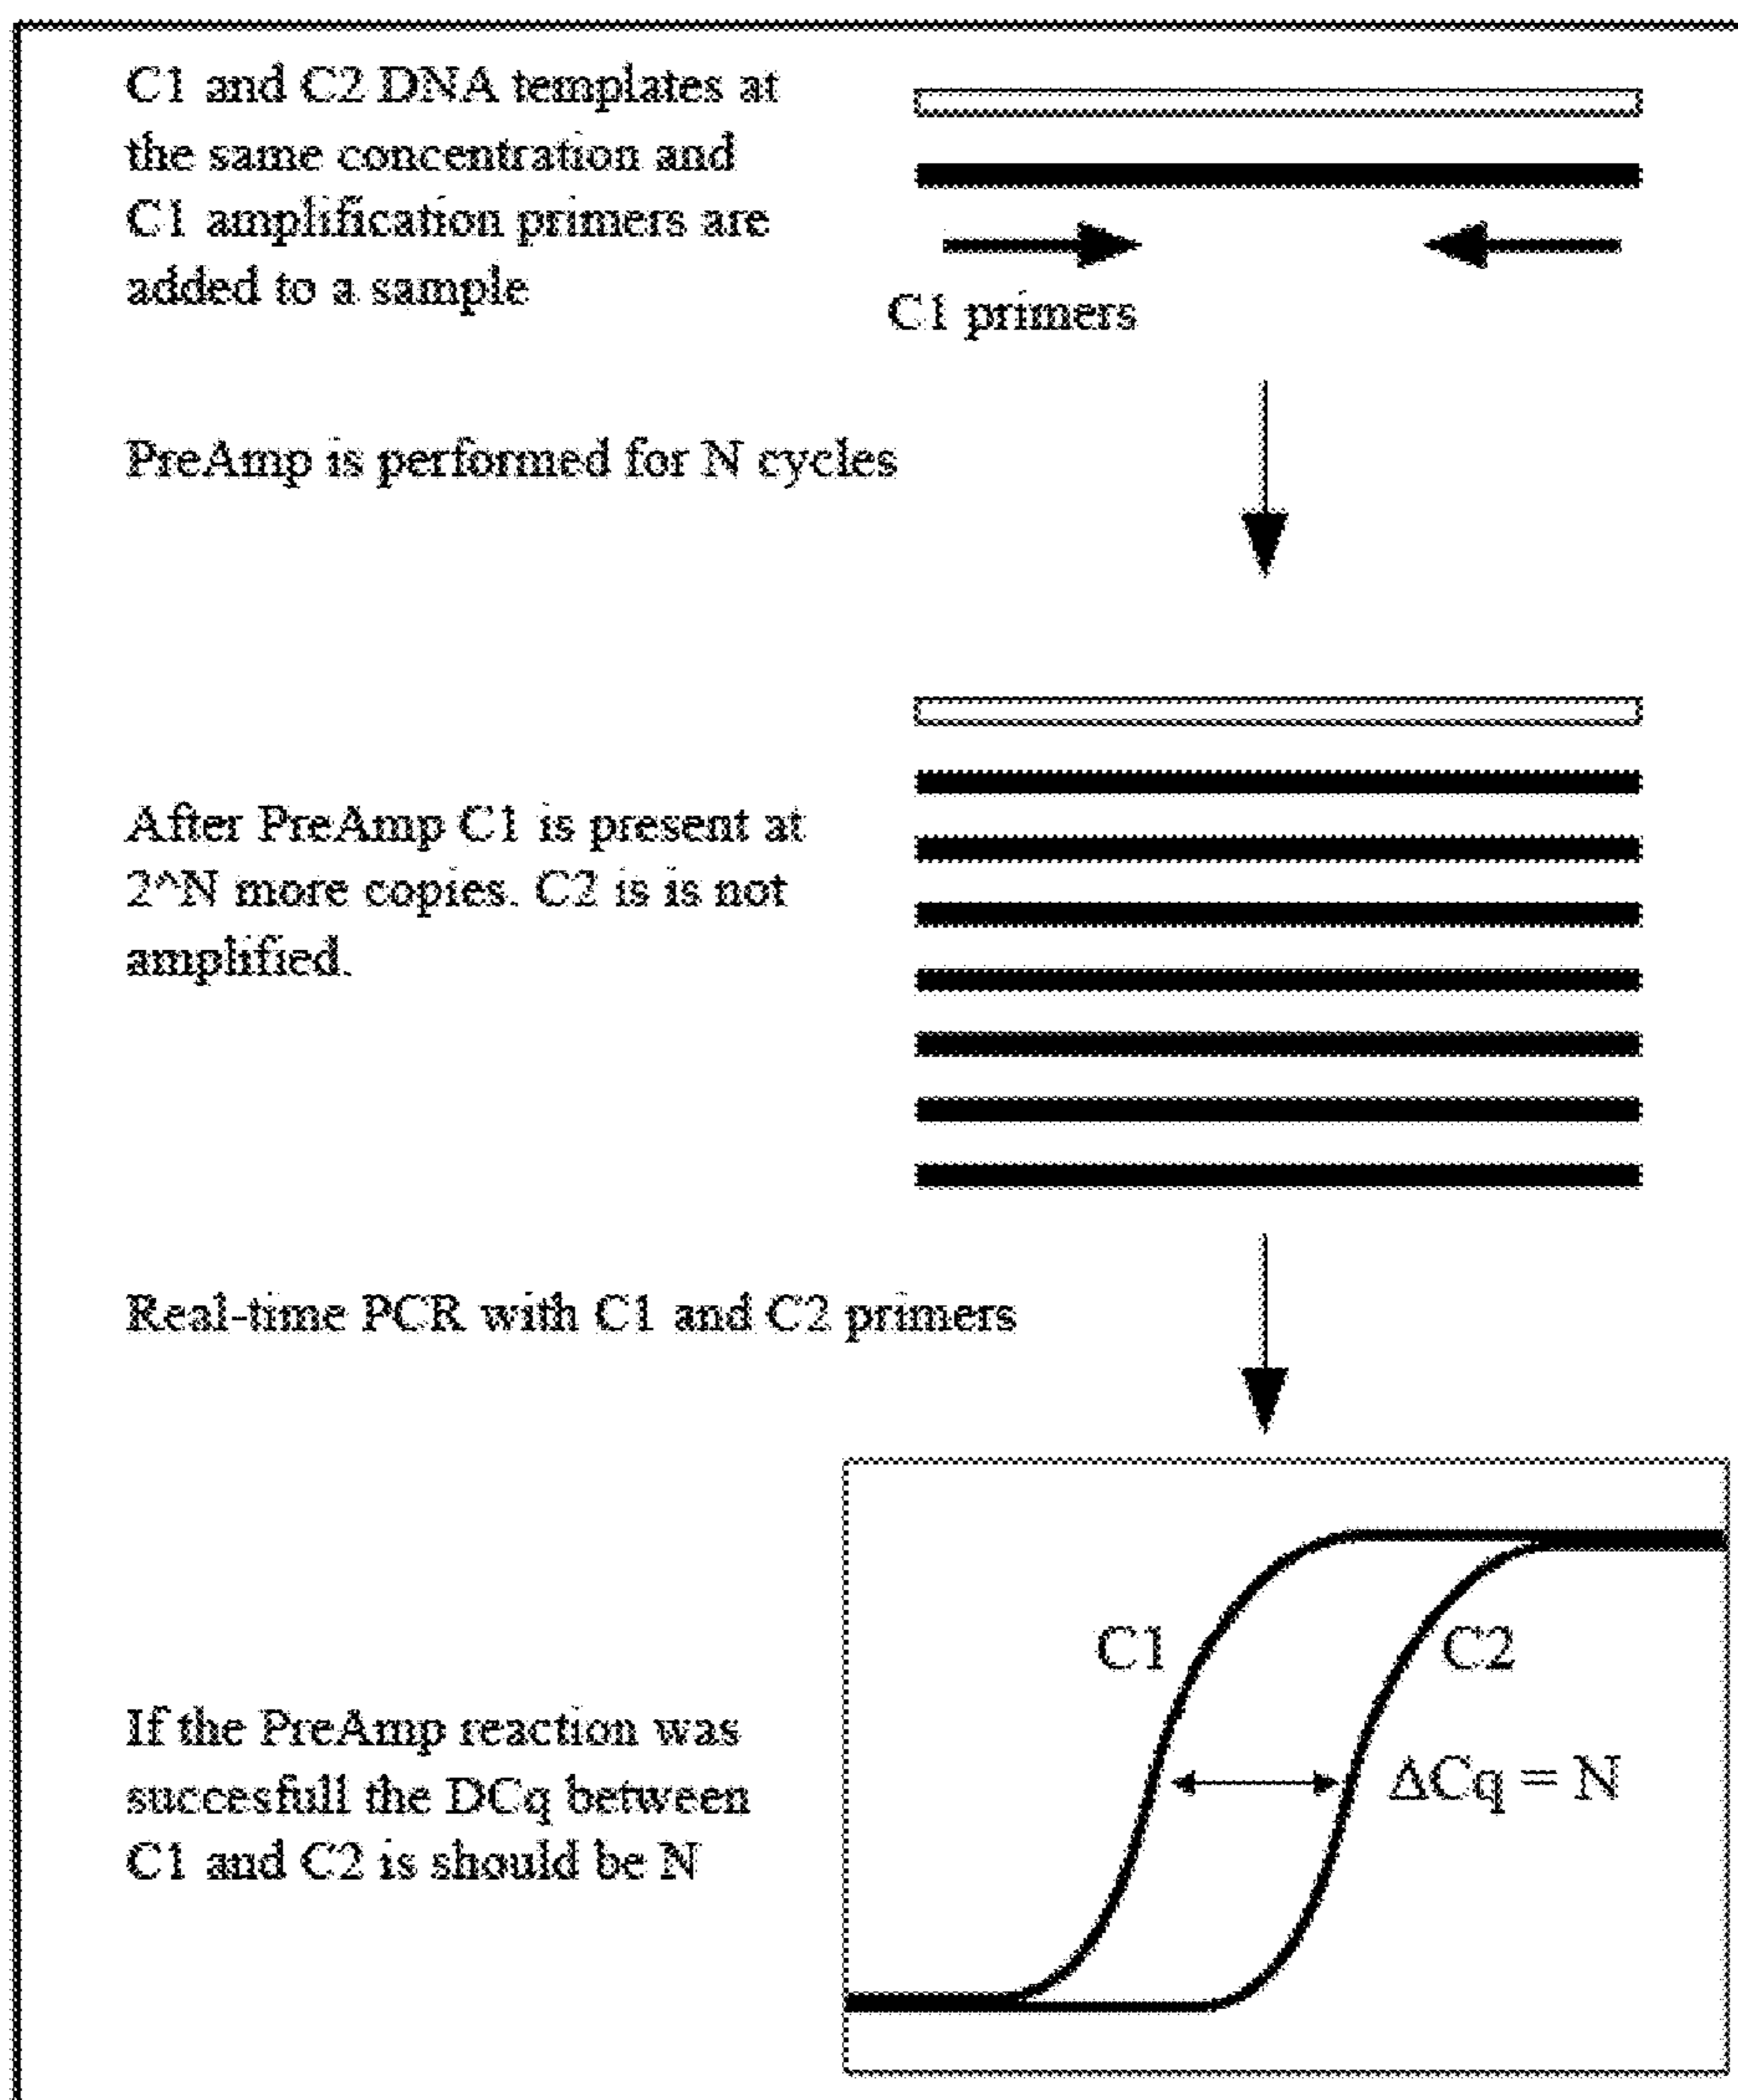 C1 and C2 DNA templates at
the same concentration and
C1 amplification primers are
added to a sample
C1 primers
PreAmp is performed for N cycles
After PreAmp C1 is present at
2^N more copies. C2 is is not
amplified.
Real-time PCR with C1 and C2 primers
C1
C2
ΔCq = N
If the PreAmp reaction was
succesfull the DCq between
C1 and C2 is should be N